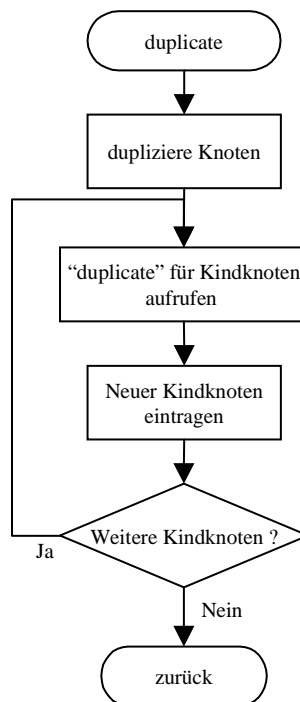 duplicate
dupliziere Knoten
“duplicate” für Kindknoten
aufrufen
Neuer Kindknoten
eintragen
Weitere Kindknoten ?
Ja
Nein
zurück